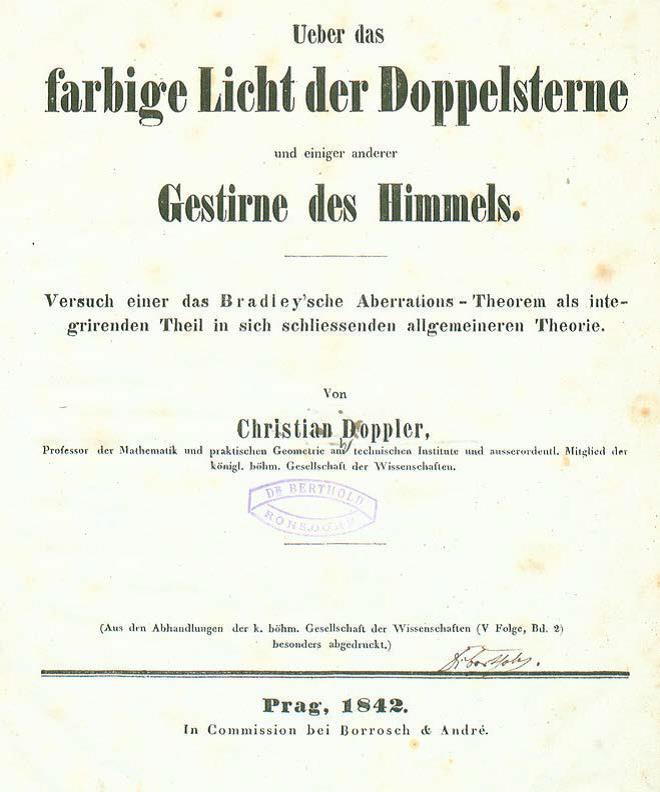 Ueber das
farbige Licht der Doppelsterne
und einiger anderer
Gestirne des Himmels.
Versuch einer das Bradley'sche Aberrations-Theorem als inte-
grirenden Theil in sich schliessenden allgemeineren Theorie.
Von
Christian Doppler,
Professor der Mathematik und praktischen Geometrie am technischen Institute und ausserordentl. Mitglied der
königl. böhm. Gesellschaft der Wissenschaften.
DR BERTHOLD
RONSDORF
(Aus den Abhandlungen der k. böhm. Gesellschaft der Wissenschaften (V Folge, Bd. 2)
besonders abgedruckt.)
Prag, 1842.
In Commission bei Borrosch & André.